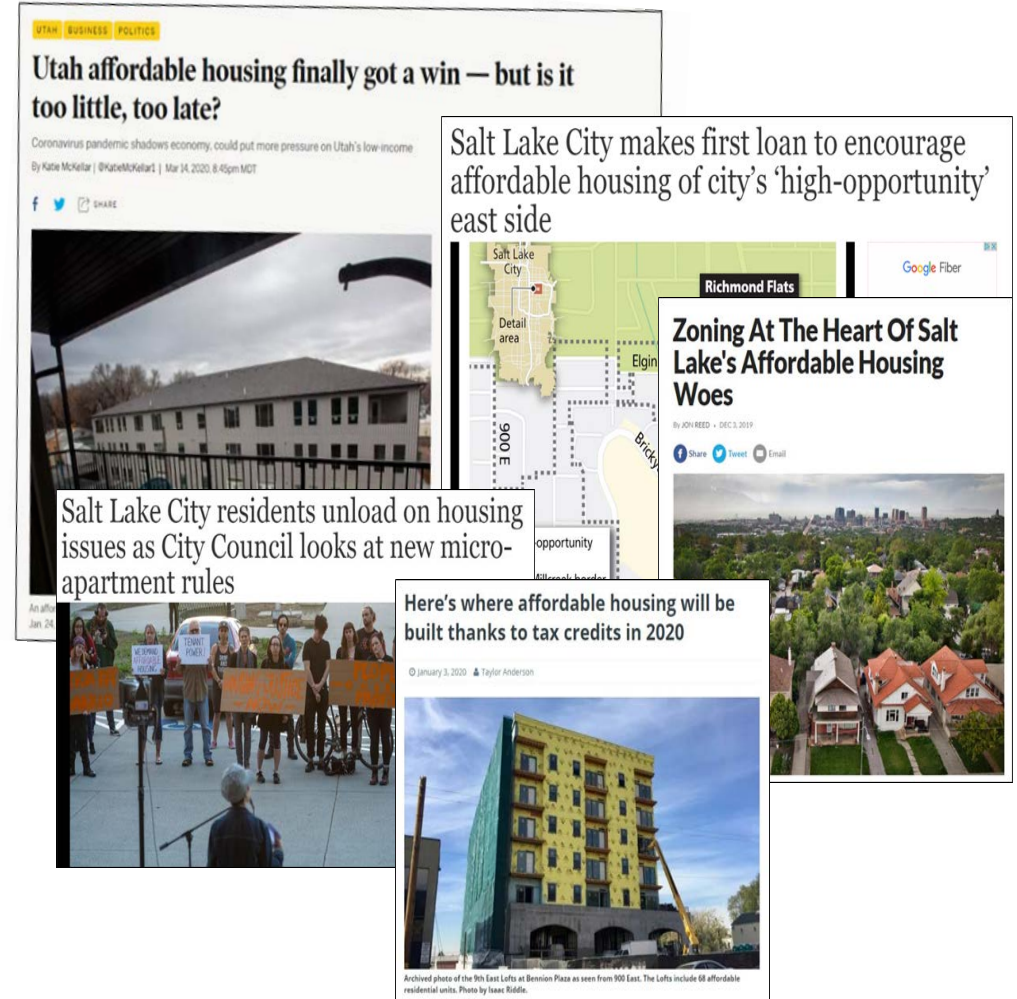 UTAH BUSINESS POLITICS
Utah affordable housing finally got a win — but is it
too little, too late?
Coronavirus pandemic shadows economy, could put more pressure on Utah's low-income
By Katie McKellar | @KatieMcKellar1 | Mar 14, 2020, 8:45pm MDT
SHARE
An affor
Jan. 24,
Salt Lake City makes first loan to encourage
affordable housing of city's 'high-opportunity'
east side
Salt Lake
City
Detail
area
Richmond Flats
Elgin
900 E
Bricky
-opportunity
Millcreek border
Google Fiber
Zoning At The Heart Of Salt
Lake's Affordable Housing
Woes
By JON REED • DEC 3, 2019
Share Tweet Email
Salt Lake City residents unload on housing
issues as City Council looks at new micro-
apartment rules
WE DEMAND
AFFORDABLE
HOUSING
TENANT
POWER!
Here's where affordable housing will be
built thanks to tax credits in 2020
January 3, 2020 Taylor Anderson
Archived photo of the 9th East Lofts at Bennion Plaza as seen from 900 East. The Lofts include 68 affordable
residential units. Photo by Isaac Riddle.